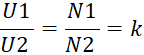 U1/U2 = N1/N2 = k